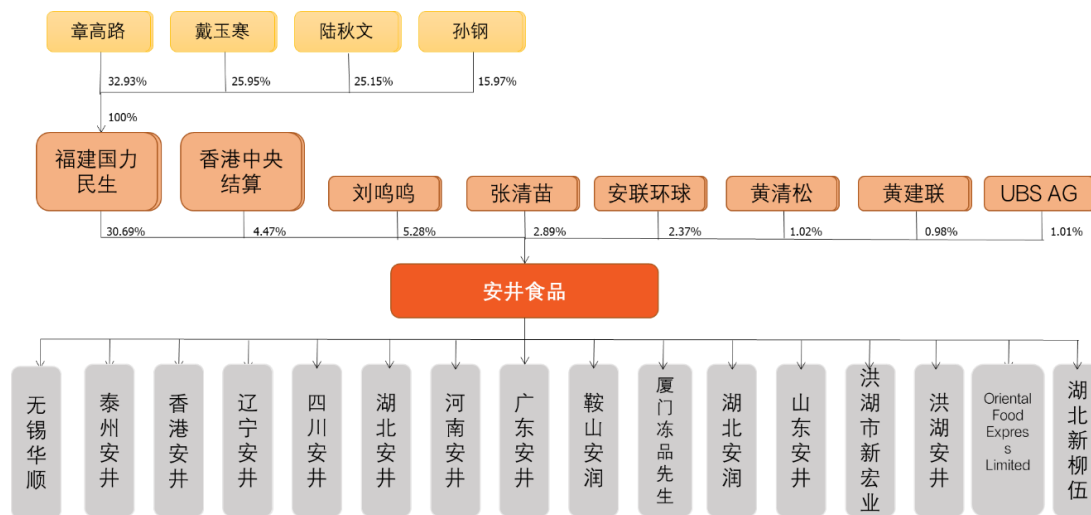 章高路
戴玉寒
陆秋文
孙钢
32.93%
25.95%
25.15%
15.97%
100%
福建国力
民生
香港中央
结算
刘鸣鸣
张清苗
安联环球
黄清松
黄建联
UBS AG
30.69%
4.47%
5.28%
2.89%
2.37%
1.02%
0.98%
1.01%
安井食品
无锡华顺
泰州安井
香港安井
辽宁安井
四川安井
湖北安井
河南安井
广东安井
鞍山安润
厦门冻品先生
湖北安润
山东安井
洪湖市新宏业
洪湖安井
Oriental
Food
Expres
s
Limited
湖北新柳伍